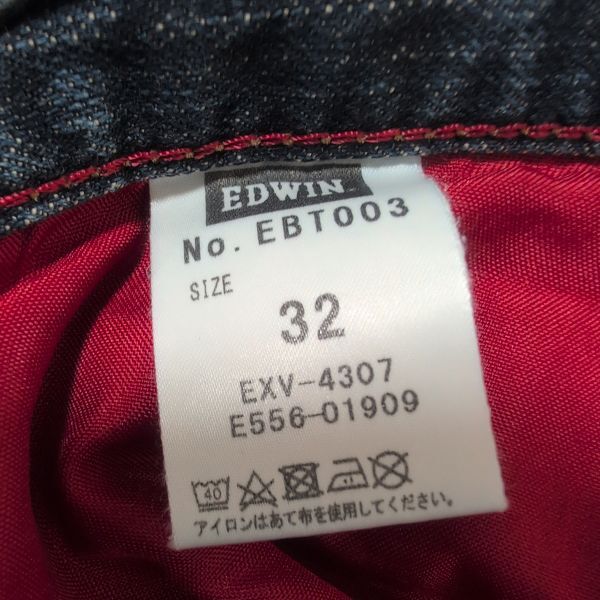 EDWIN
No. EBT003
SIZE
32
EXV-4307
E556-01909
40
アイロンはあて布を使用してください。